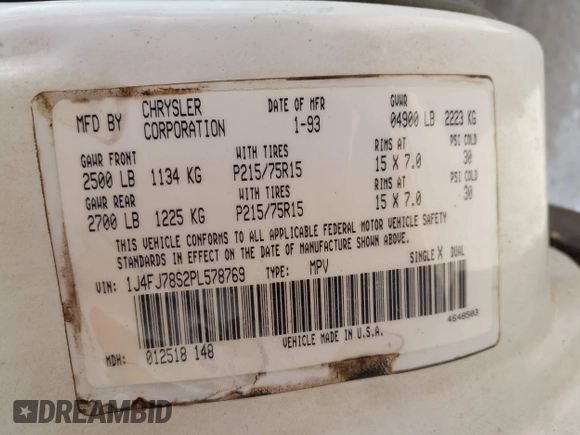 MFD BY CHRYSLER CORPORATION DATE OF MFR 1-93 GVWR 04900 LB 2223 KG
GAWR FRONT WITH TIRES RIMS AT PSI COLD
2500 LB 1134 KG P215/75R15 15 X 7.0 30
GAWR REAR WITH TIRES RIMS AT PSI COLD
2700 LB 1225 KG P215/75R15 15 X 7.0 30
THIS VEHICLE CONFORMS TO ALL APPLICABLE FEDERAL MOTOR VEHICLE SAFETY
STANDARDS IN EFFECT ON THE DATE OF MANUFACTURE SHOWN ABOVE.
VIN: 1J4FJ78S2PL578769 TYPE: MPV SINGLE X DUAL
4648503
MDH: 012518 148 VEHICLE MADE IN U.S.A.
DREAMBID